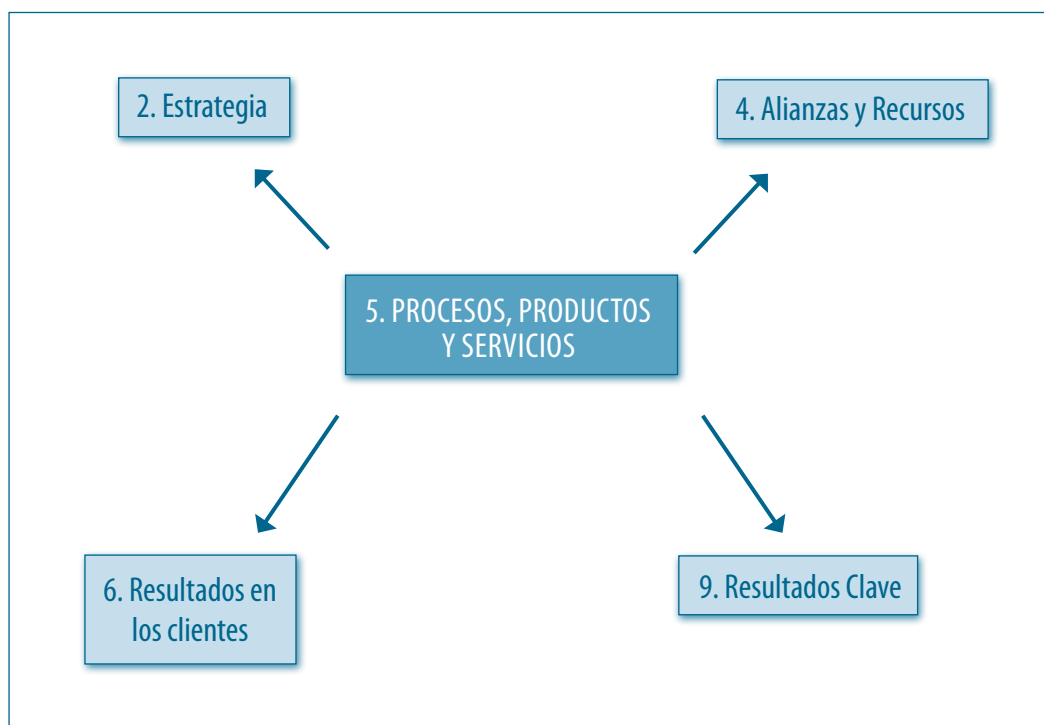 2. Estrategia
4. Alianzas y Recursos
5. PROCESOS, PRODUCTOS
Y SERVICIOS
6. Resultados en
los clientes
9. Resultados Clave